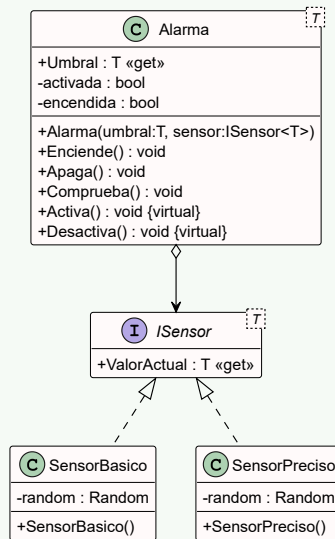 C Alarma T
+Umbral : T «get»
-activada : bool
-encendida : bool
+Alarma(umbral:T, sensor:ISensor<T>)
+Enciende() : void
+Apaga() : void
+Comprueba() : void
+Activa() : void {virtual}
+Desactiva() : void {virtual}
I ISensor T
+ValorActual : T «get»
C SensorBasico
-random : Random
+SensorBasico()
C SensorPreciso
-random : Random
+SensorPreciso()